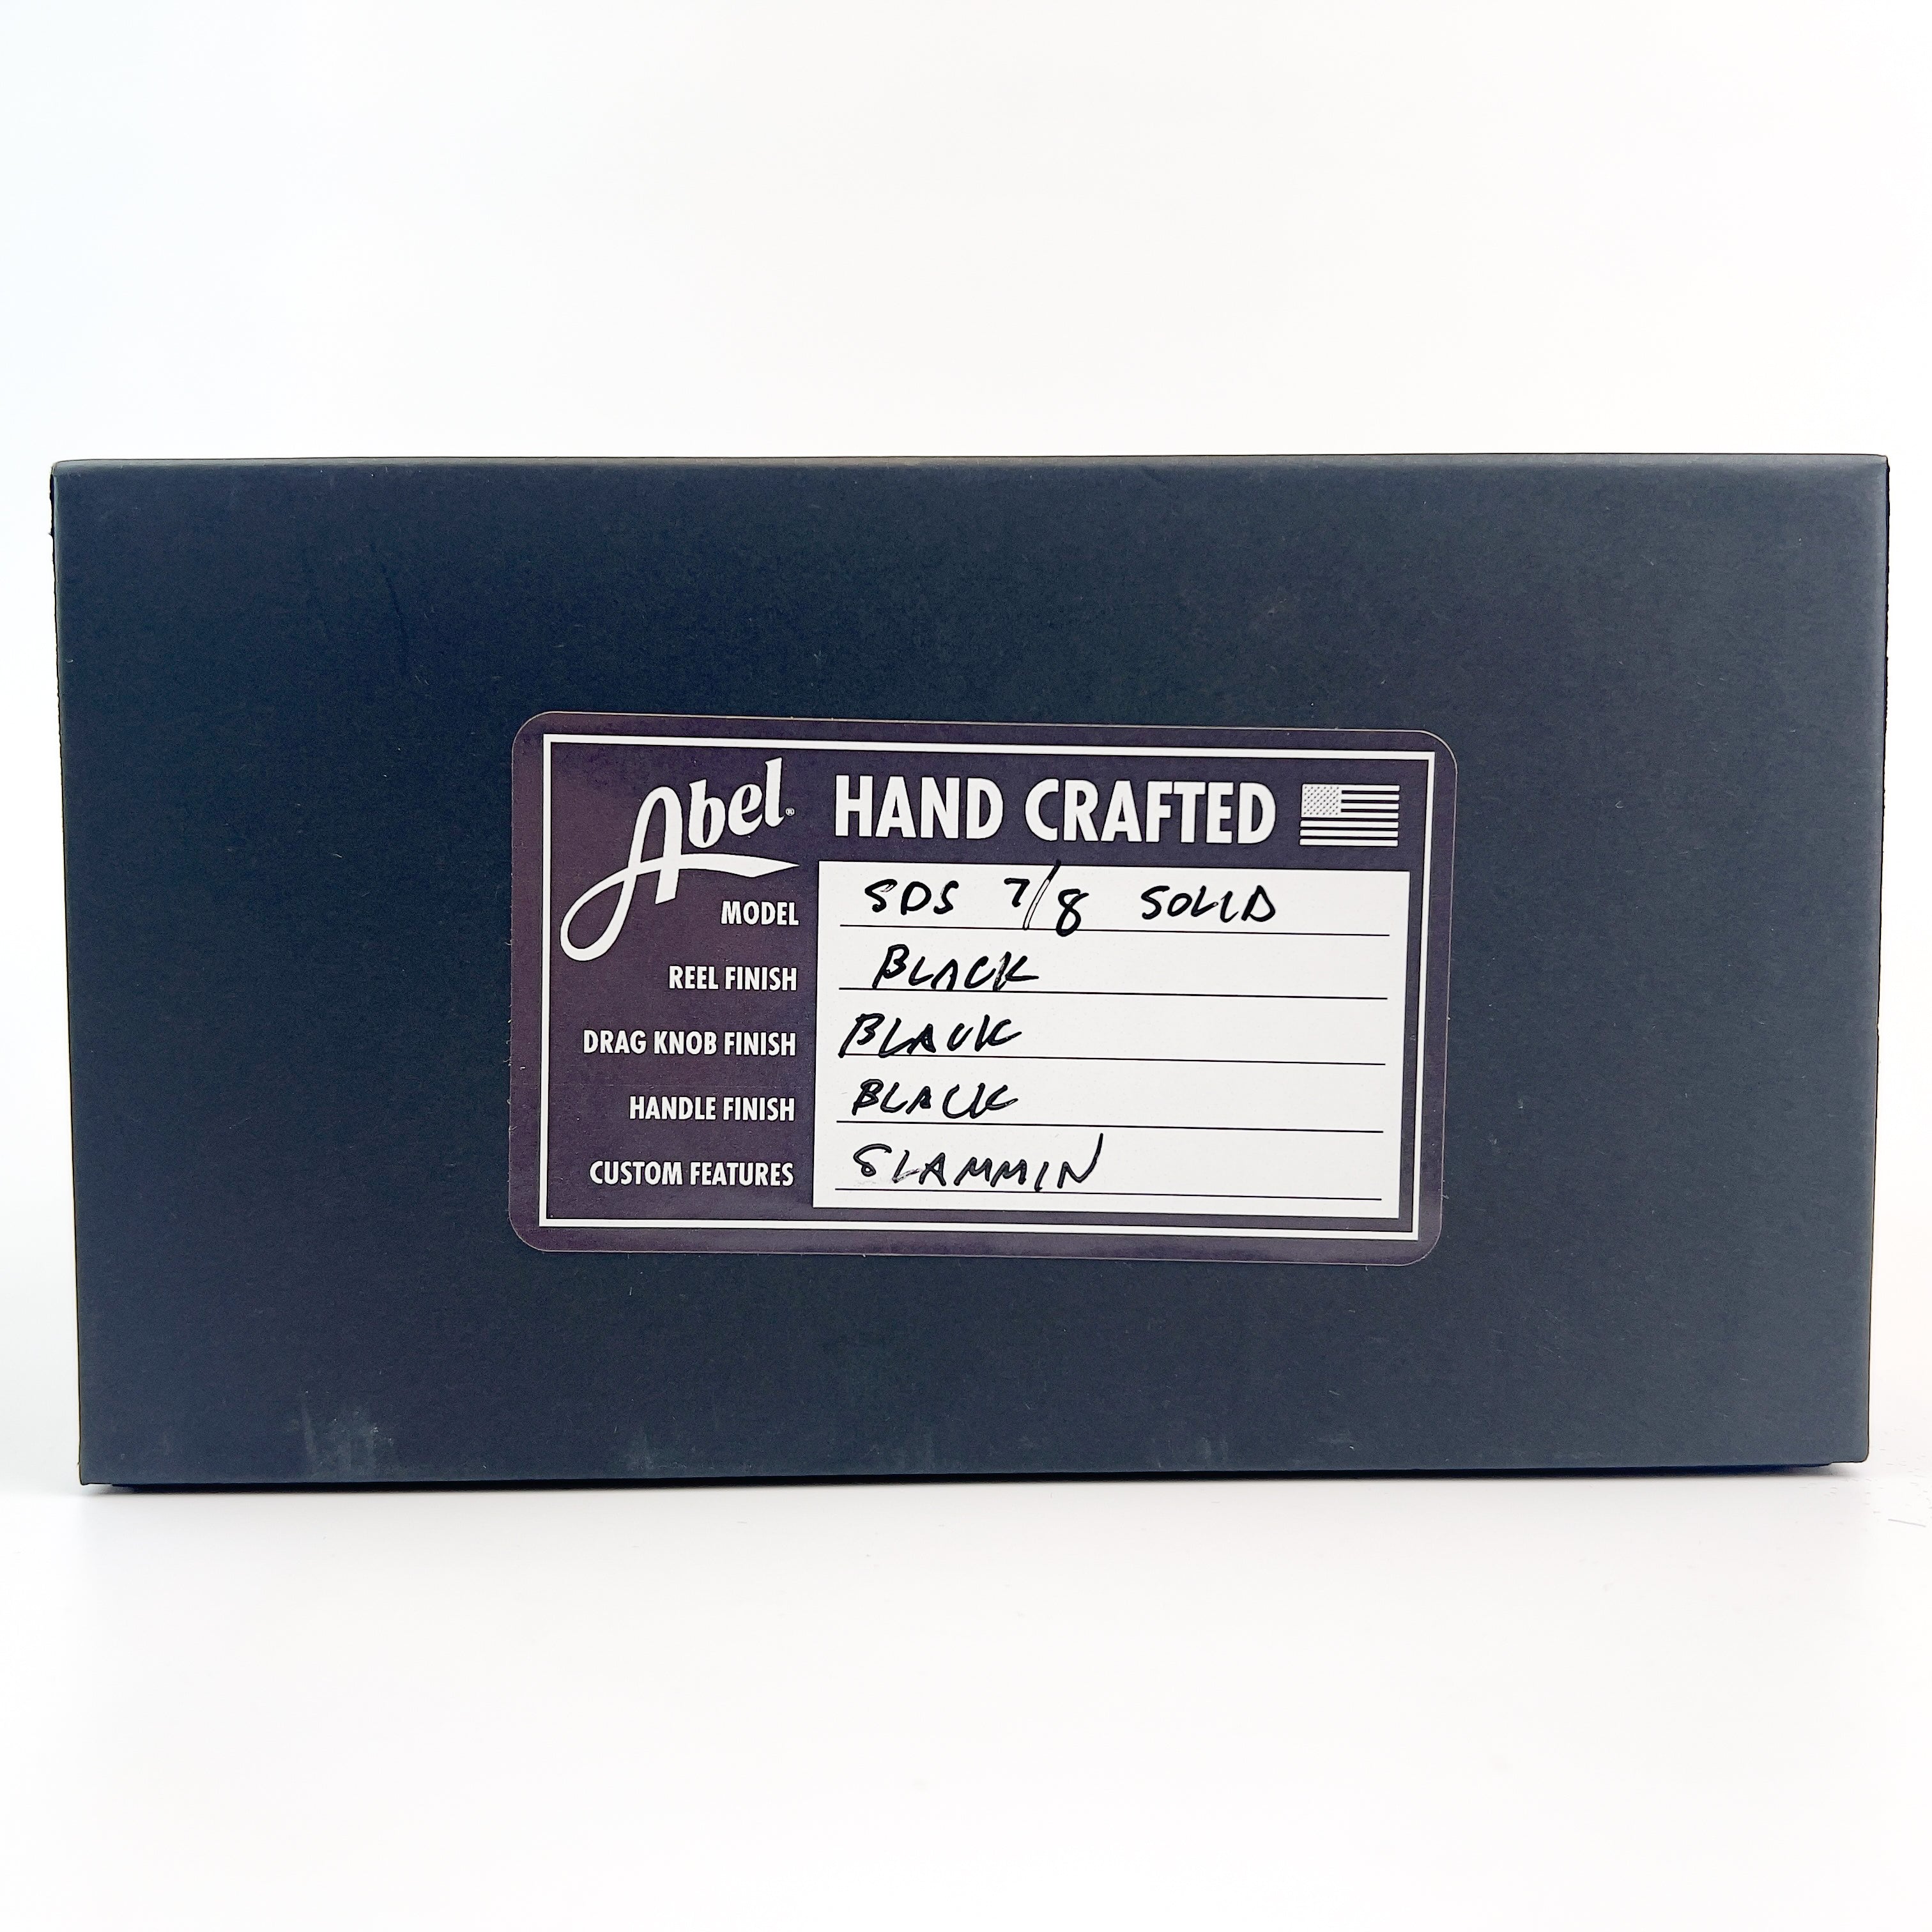 Abel® HAND CRAFTED
MODEL SDS 7/8 SOLID
REEL FINISH BLACK
DRAG KNOB FINISH BLACK
HANDLE FINISH BLACK
CUSTOM FEATURES SLAMMIN